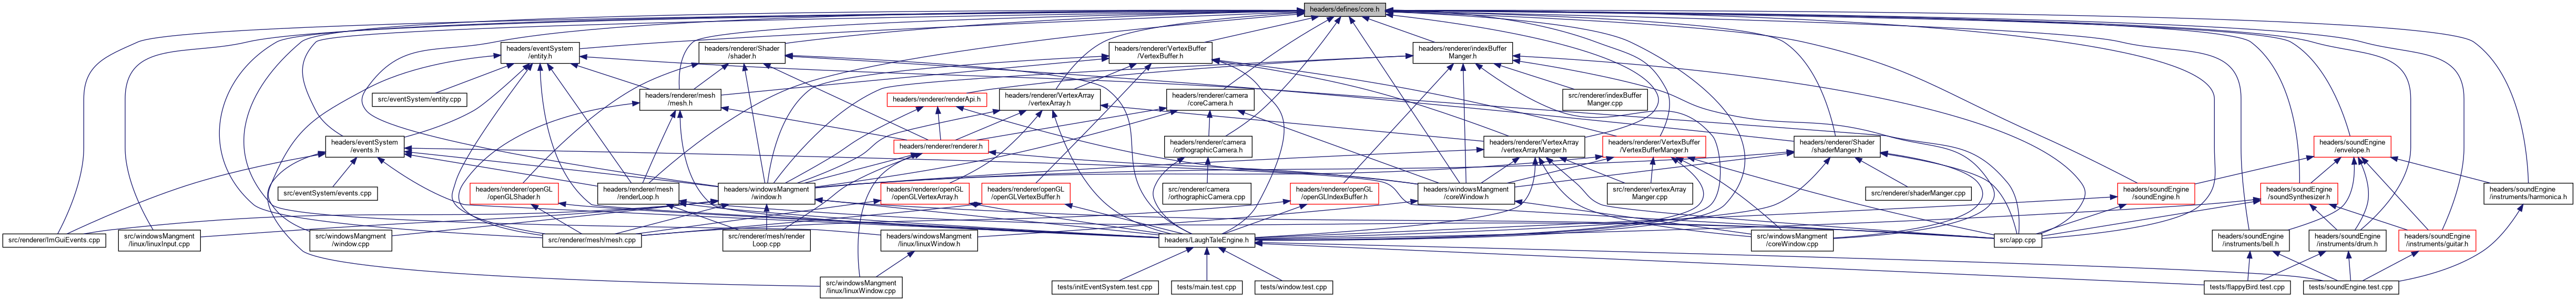 headers/defines/core.h
headers/eventSystem
/entity.h
headers/renderer/Shader
/shader.h
headers/renderer/VertexBuffer
/VertexBuffer.h
headers/renderer/indexBuffer
Manger.h
src/eventSystem/entity.cpp
headers/renderer/mesh
/mesh.h
headers/renderer/renderApi.h
headers/renderer/VertexArray
/vertexArray.h
headers/renderer/camera
/coreCamera.h
src/renderer/indexBuffer
Manger.cpp
headers/eventSystem
/events.h
headers/renderer/renderer.h
headers/renderer/camera
/orthographicCamera.h
headers/renderer/VertexArray
/vertexArrayManger.h
headers/renderer/VertexBuffer
/VertexBufferManger.h
headers/renderer/Shader
/shaderManger.h
headers/soundEngine
/envelope.h
src/eventSystem/events.cpp
headers/renderer/openGL
/openGLShader.h
headers/renderer/mesh
/renderLoop.h
headers/windowsMangment
/window.h
headers/renderer/openGL
/openGLVertexArray.h
headers/renderer/openGL
/openGLVertexBuffer.h
src/renderer/camera
/orthographicCamera.cpp
headers/renderer/openGL
/openGLIndexBuffer.h
headers/windowsMangment
/coreWindow.h
src/renderer/vertexArray
Manger.cpp
src/renderer/shaderManger.cpp
headers/soundEngine
/soundEngine.h
headers/soundEngine
/soundSynthesizer.h
headers/soundEngine
/instruments/harmonica.h
src/renderer/ImGuiEvents.cpp
src/windowsMangment
/linux/linuxInput.cpp
src/windowsMangment
/window.cpp
src/renderer/mesh/mesh.cpp
src/renderer/mesh/render
Loop.cpp
headers/windowsMangment
/linux/linuxWindow.h
headers/LaughTaleEngine.h
src/windowsMangment
/coreWindow.cpp
src/app.cpp
headers/soundEngine
/instruments/bell.h
headers/soundEngine
/instruments/drum.h
headers/soundEngine
/instruments/guitar.h
src/windowsMangment
/linux/linuxWindow.cpp
tests/initEventSystem.test.cpp
tests/main.test.cpp
tests/window.test.cpp
tests/flappyBird.test.cpp
tests/soundEngine.test.cpp